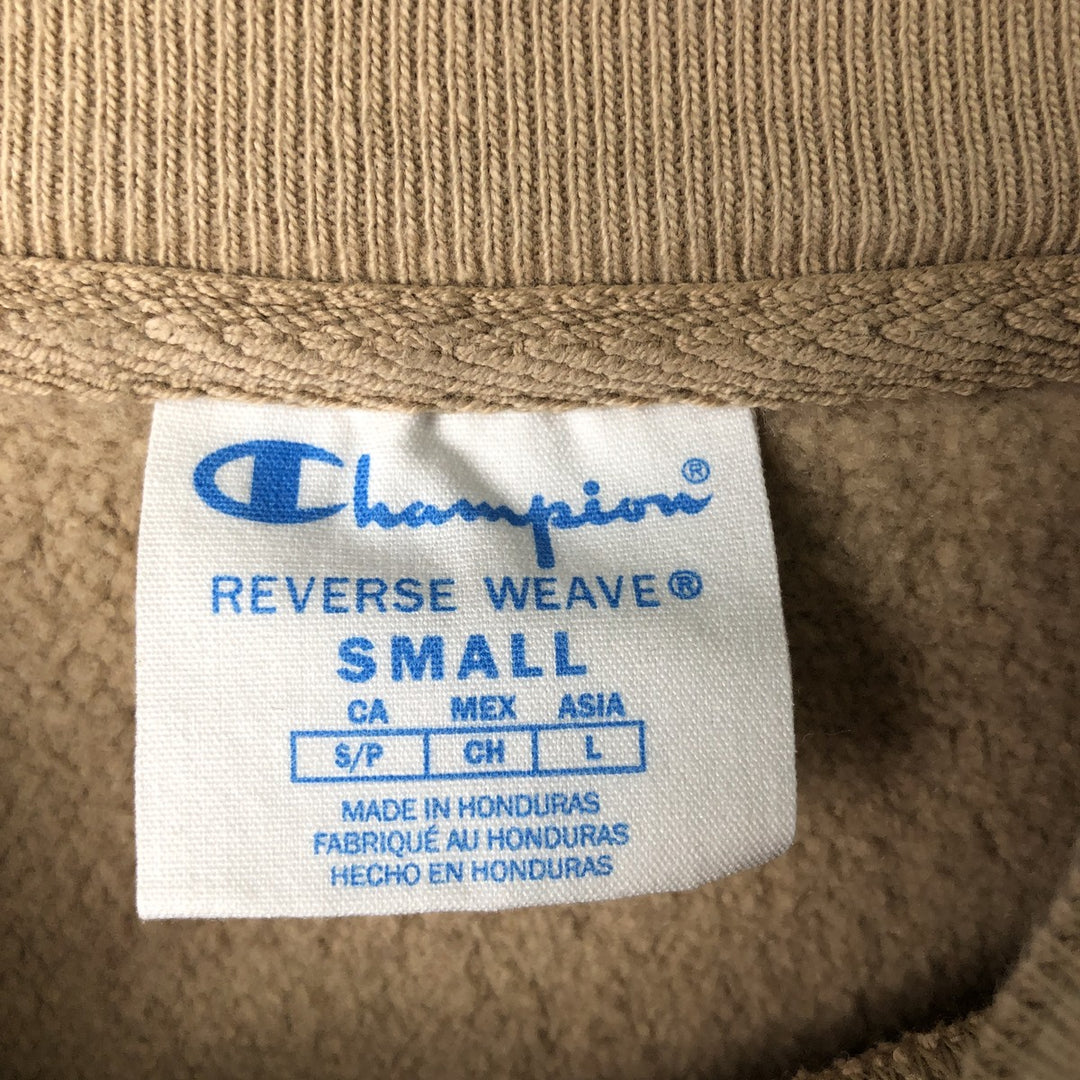 Champion®
REVERSE WEAVE®
SMALL
CA MEX ASIA
S/P CH L
MADE IN HONDURAS
FABRIQUÉ AU HONDURAS
HECHO EN HONDURAS